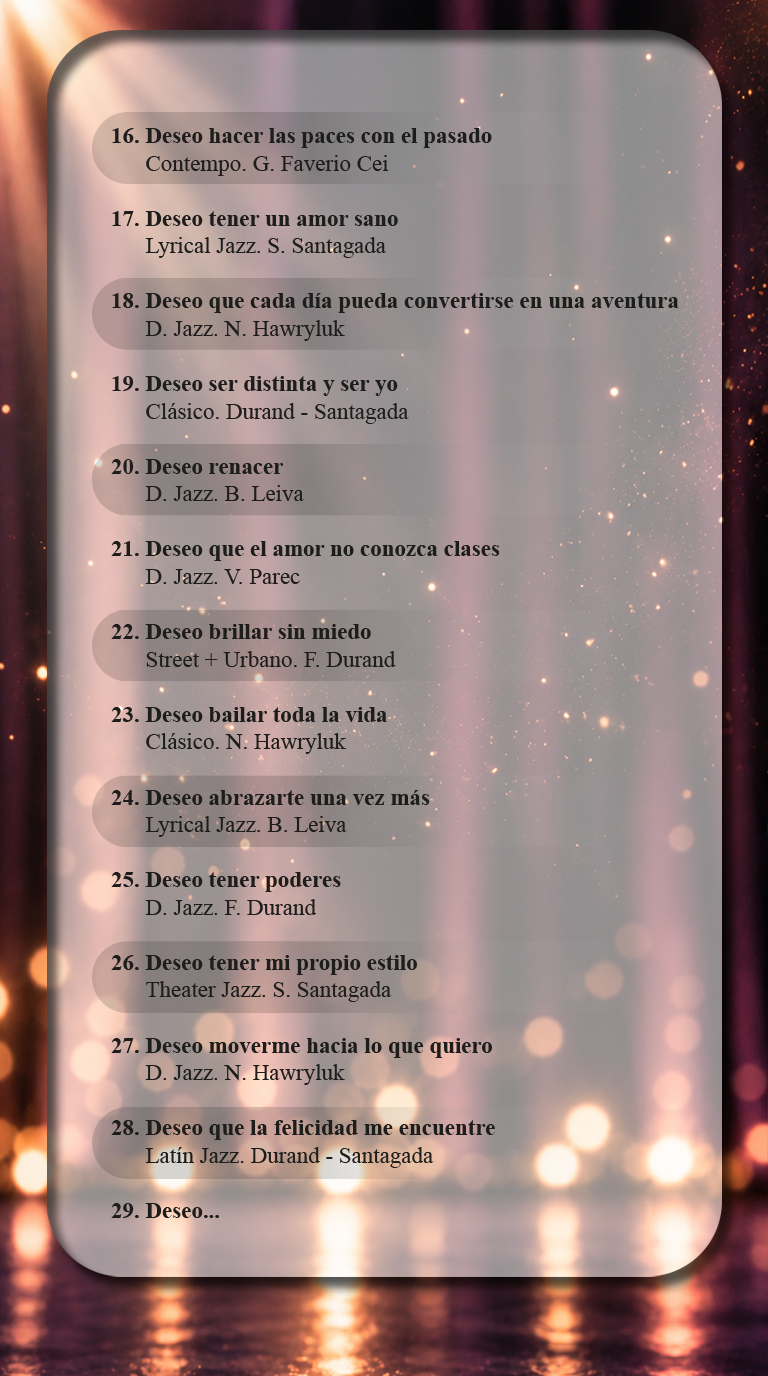 16. Deseo hacer las paces con el pasado
Contempo. G. Faverio Cei
17. Deseo tener un amor sano
Lyrical Jazz. S. Santagada
18. Deseo que cada día pueda convertirse en una aventura
D. Jazz. N. Hawryluk
19. Deseo ser distinta y ser yo
Clásico. Durand - Santagada
20. Deseo renacer
D. Jazz. B. Leiva
21. Deseo que el amor no conozca clases
D. Jazz. V. Parec
22. Deseo brillar sin miedo
Street + Urbano. F. Durand
23. Deseo bailar toda la vida
Clásico. N. Hawryluk
24. Deseo abrazarte una vez más
Lyrical Jazz. B. Leiva
25. Deseo tener poderes
D. Jazz. F. Durand
26. Deseo tener mi propio estilo
Theater Jazz. S. Santagada
27. Deseo moverme hacia lo que quiero
D. Jazz. N. Hawryluk
28. Deseo que la felicidad me encuentre
Latín Jazz. Durand - Santagada
29. Deseo...